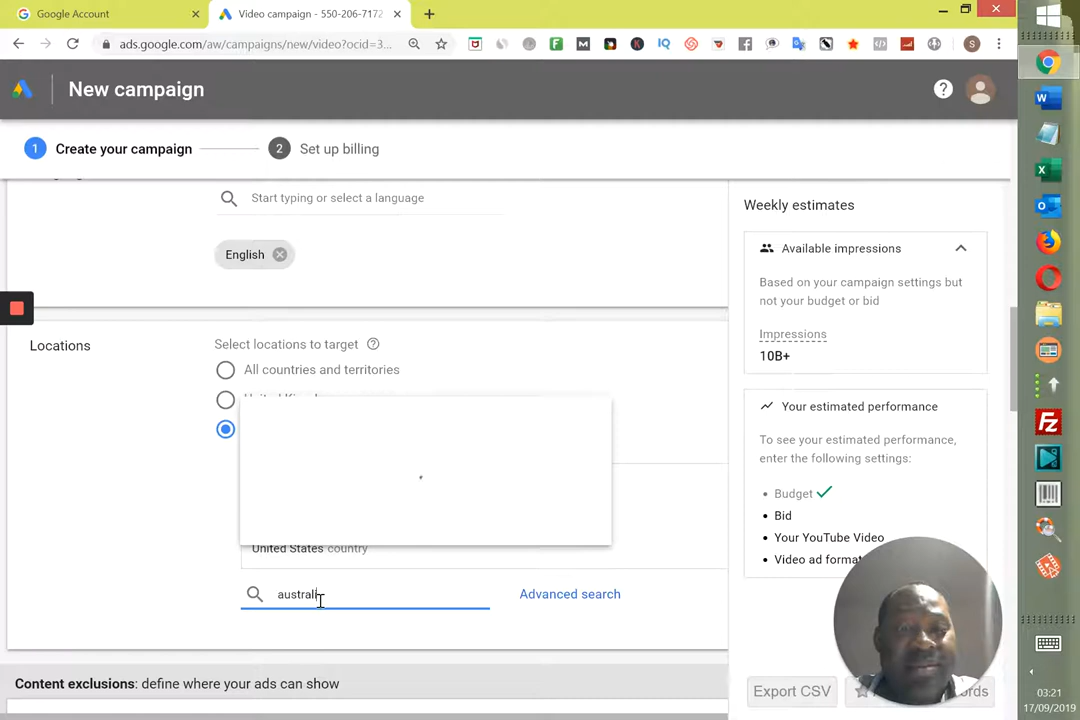 Google Account
Video campaign - 550-206-7172
ads.google.com/aw/campaigns/new/video?ocid=3...
New campaign
1 Create your campaign
2 Set up billing
Start typing or select a language
English
Locations
Select locations to target
All countries and territories
United States country
australi
Advanced search
Content exclusions: define where your ads can show
Weekly estimates
Available impressions
Based on your campaign settings but
not your budget or bid
Impressions
10B+
Your estimated performance
To see your estimated performance,
enter the following settings:
Budget
Bid
Your YouTube Video
Video ad format
Export CSV
03:21
17/09/2019